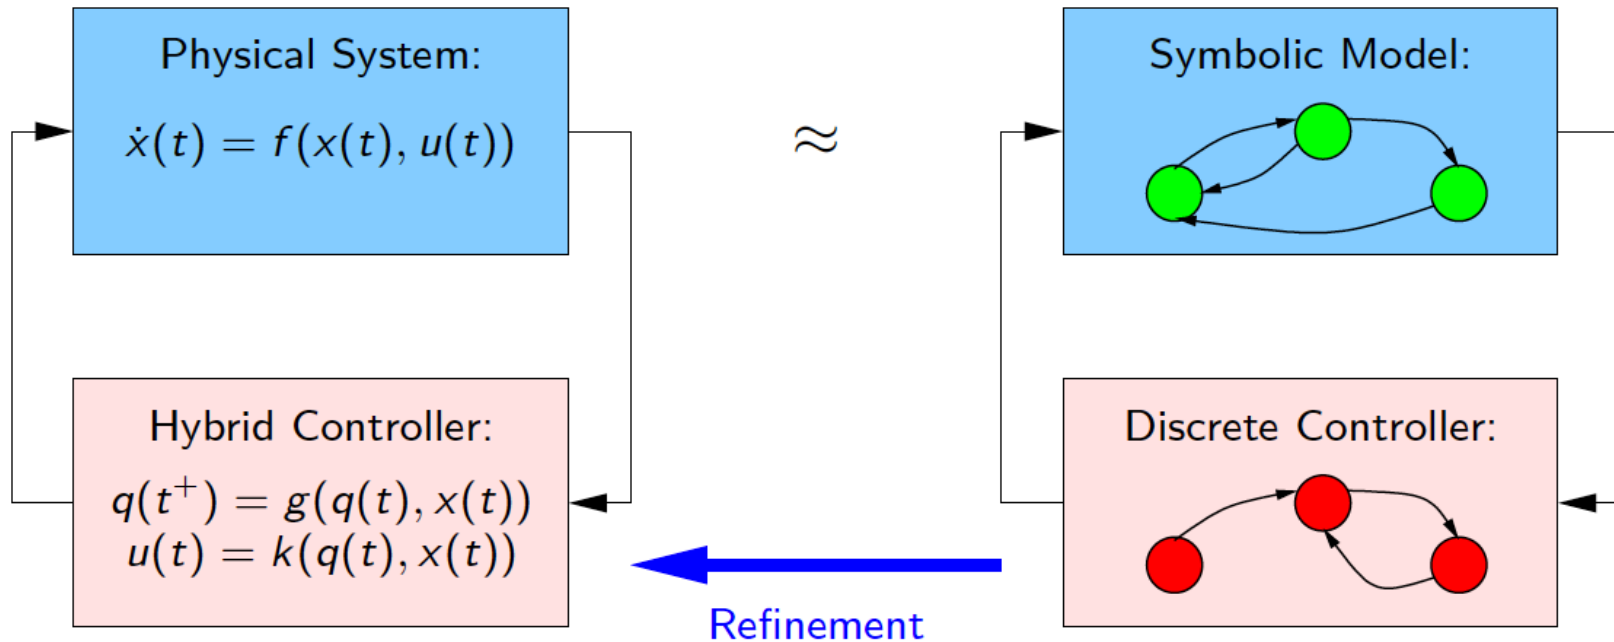 Physical System:
ẋ(t) = f(x(t), u(t))
≈
Symbolic Model:
Hybrid Controller:
q(t⁺) = g(q(t), x(t))
u(t) = k(q(t), x(t))
Refinement
Discrete Controller: